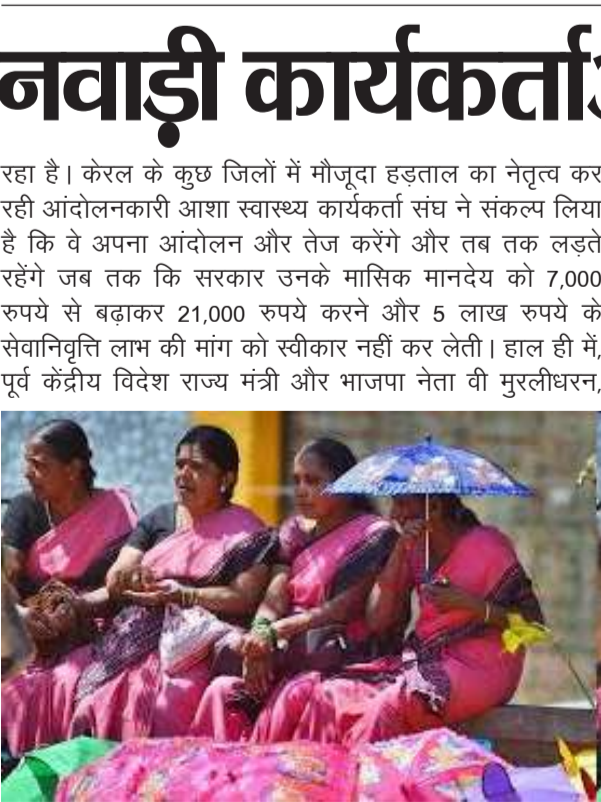 नवाड़ी कार्यकर्ता
रहा है। केरल के कुछ जिलों में मौजूदा हड़ताल का नेतृत्व कर
रही आंदोलनकारी आशा स्वास्थ्य कार्यकर्ता संघ ने संकल्प लिया
है कि वे अपना आंदोलन और तेज करेंगे और तब तक लड़ते
रहेंगे जब तक कि सरकार उनके मासिक मानदेय को 7,000
रुपये से बढ़ाकर 21,000 रुपये करने और 5 लाख रुपये के
सेवानिवृत्ति लाभ की मांग को स्वीकार नहीं कर लेती। हाल ही में,
पूर्व केंद्रीय विदेश राज्य मंत्री और भाजपा नेता वी मुरलीधरन,